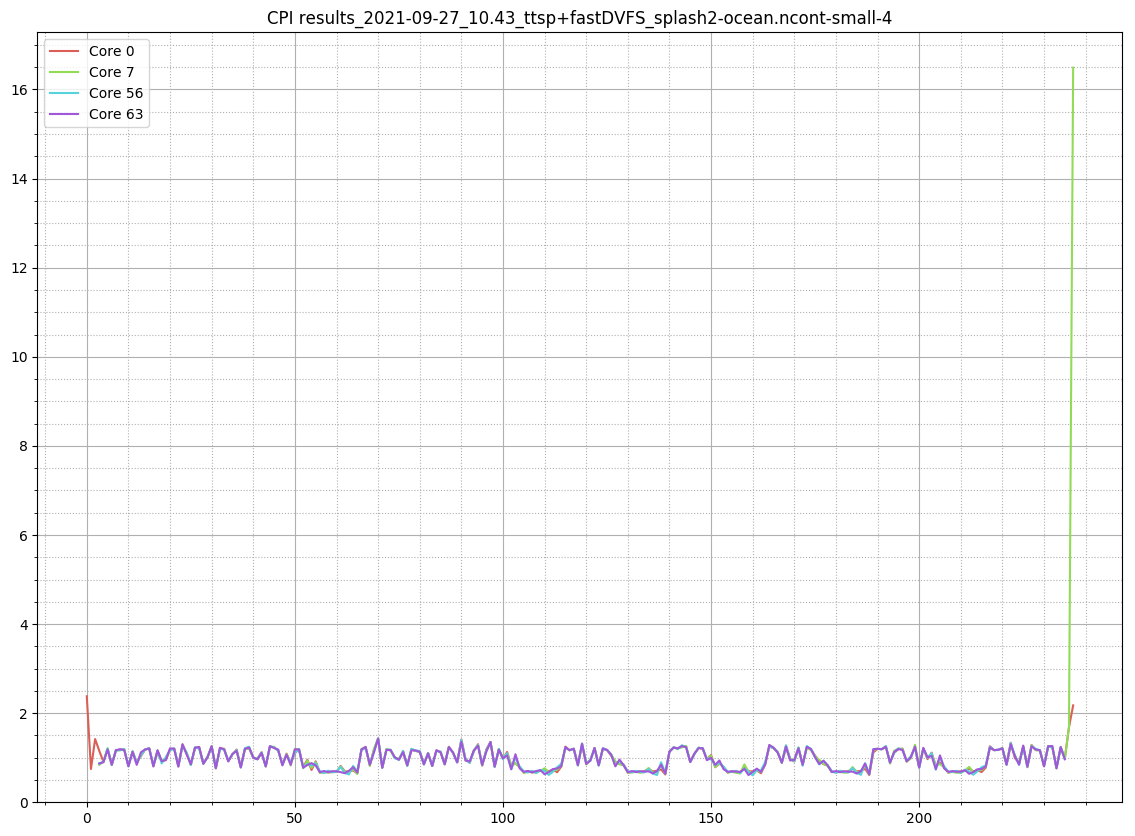 CPI results_2021-09-27_10.43_ttsp+fastDVFS_splash2-ocean.ncont-small-4
Core 0
Core 7
Core 56
Core 63
16
14
12
10
8
6
4
2
0
0 50 100 150 200